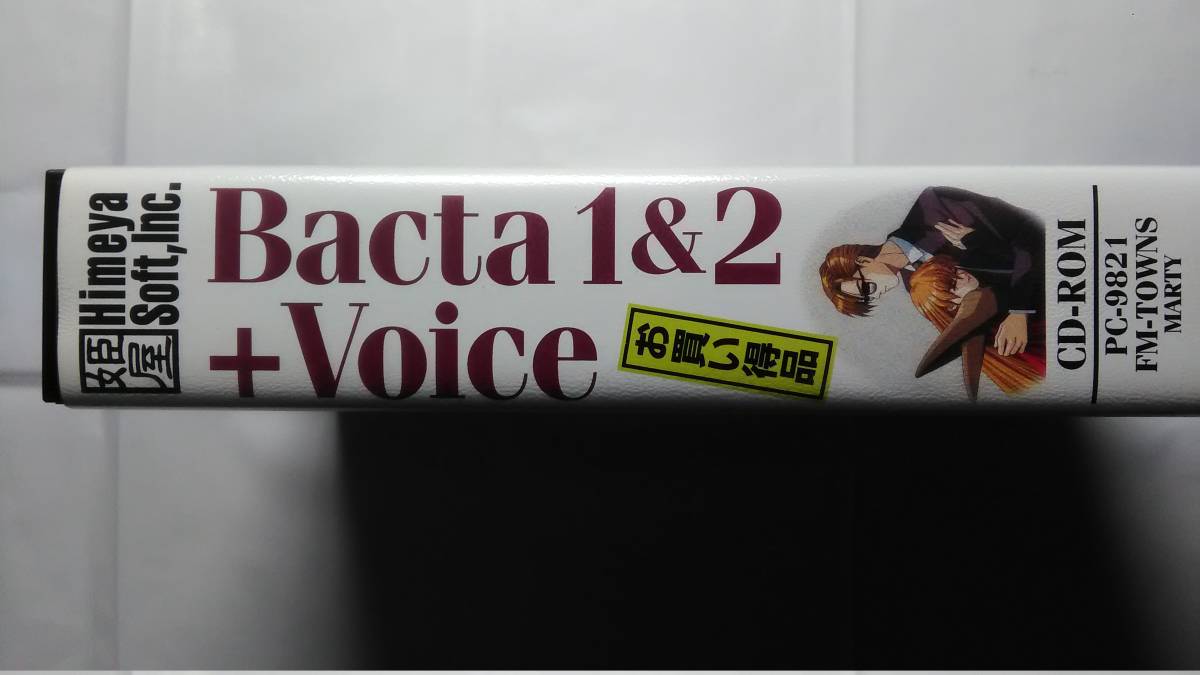 姫屋
Himeya
Soft,Inc.
Bacta 1&2
+Voice
お買い得品
CD-ROM
PC-9821
FM-TOWNS
MARTY